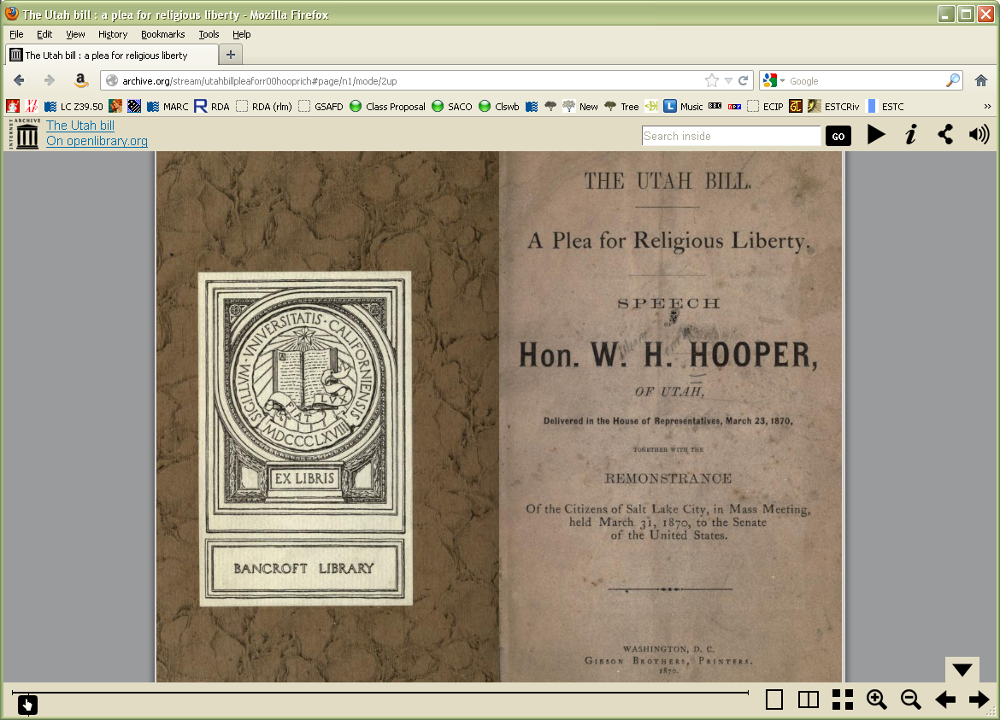 The Utah bill : a plea for religious liberty - Mozilla Firefox
File Edit View History Bookmarks Tools Help
The Utah bill : a plea for religious liberty
archive.org/stream/utahbillpleaforr00hooprich#page/n1/mode/2up
Google
LC Z39.50 MARC RDA RDA (rlm) GSAFD Class Proposal SACO Clswb New Tree Music BBC npr ECIP ESTCRiv ESTC
INTERNET ARCHIVE
The Utah bill
On openlibrary.org
Search inside
GO
SIGILLVM · VNIVERSITATIS · CALIFORNIENSIS
FIAT LVX
MDCCCLXVIII
EX LIBRIS
BANCROFT LIBRARY
THE UTAH BILL.
A Plea for Religious Liberty.
SPEECH
OF
Hon. W. H. HOOPER,
OF UTAH,
Delivered in the House of Representatives, March 23, 1870,
TOGETHER WITH THE
REMONSTRANCE
Of the Citizens of Salt Lake City, in Mass Meeting,
held March 31, 1870, to the Senate
of the United States.
WASHINGTON, D. C.
GIBSON BROTHERS, PRINTERS.
1870.